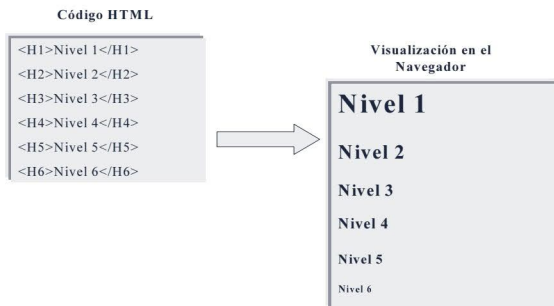 Código HTML
<H1>Nivel 1</H1>
<H2>Nivel 2</H2>
<H3>Nivel 3</H3>
<H4>Nivel 4</H4>
<H5>Nivel 5</H5>
<H6>Nivel 6</H6>
Visualización en el
Navegador
Nivel 1
Nivel 2
Nivel 3
Nivel 4
Nivel 5
Nivel 6